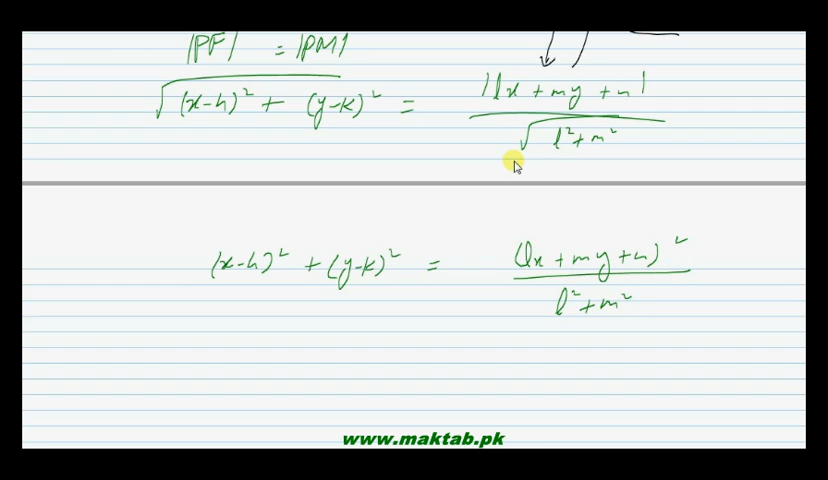 |PF| = |PM|
√(x-h)² + (y-k)² = |lx + my + n| / √l²+m²
(x-h)² + (y-k)² = (lx + my + n)² / l²+m²
www.maktab.pk